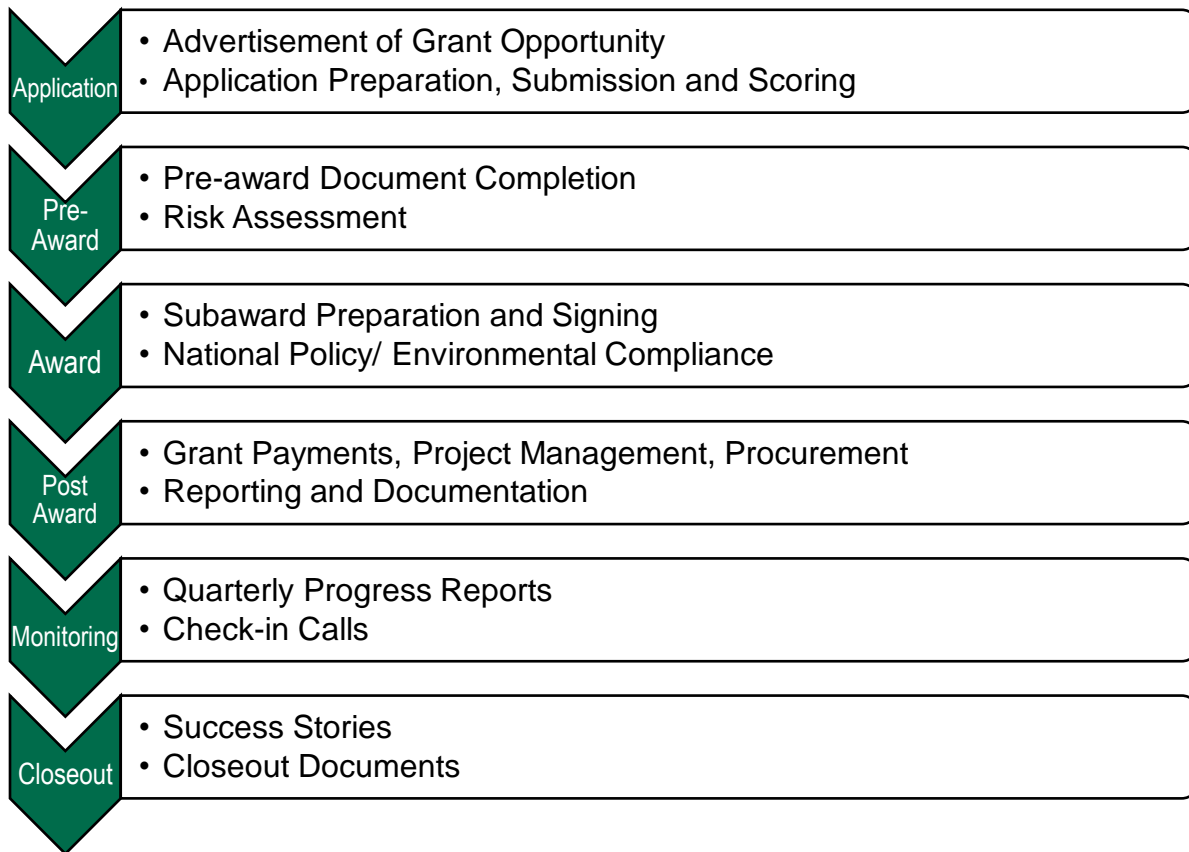 Application
• Advertisement of Grant Opportunity
• Application Preparation, Submission and Scoring
Pre-
Award
• Pre-award Document Completion
• Risk Assessment
Award
• Subaward Preparation and Signing
• National Policy/ Environmental Compliance
Post
Award
• Grant Payments, Project Management, Procurement
• Reporting and Documentation
Monitoring
• Quarterly Progress Reports
• Check-in Calls
Closeout
• Success Stories
• Closeout Documents